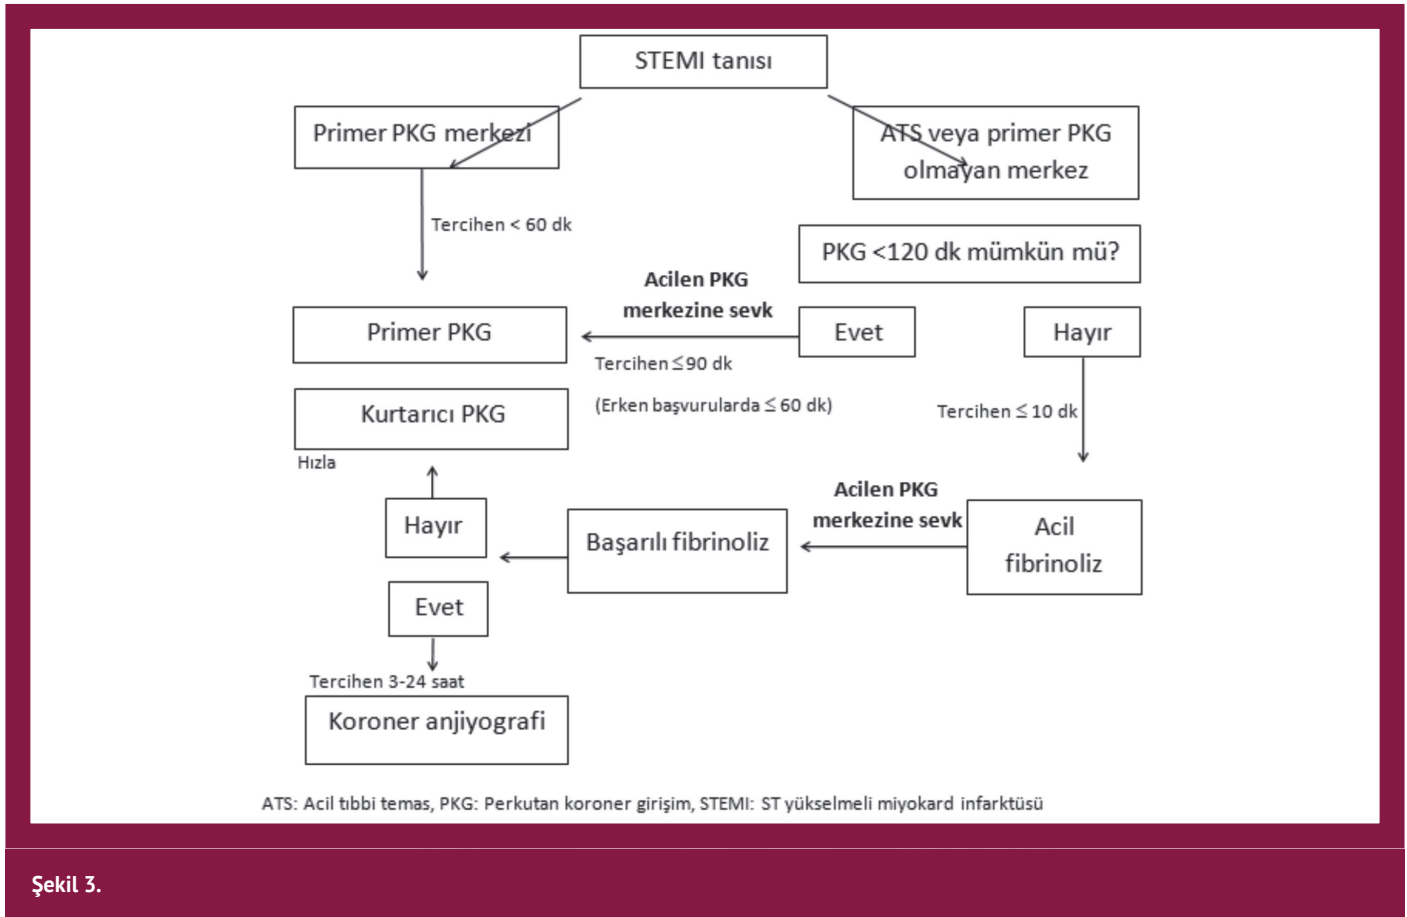 STEMI tanısı
Primer PKG merkezi
ATS veya primer PKG
olmayan merkez
Tercihen < 60 dk
PKG <120 dk mümkün mü?
Acilen PKG
merkezine sevk
Primer PKG
Evet
Hayır
Tercihen ≤90 dk
(Erken başvurularda ≤ 60 dk)
Tercihen ≤ 10 dk
Kurtarıcı PKG
Hızla
Acilen PKG
merkezine sevk
Hayır
Başarılı fibrinoliz
Acil
fibrinoliz
Evet
Tercihen 3-24 saat
Koroner anjiyografi
ATS: Acil tıbbi temas, PKG: Perkutan koroner girişim, STEMI: ST yükselmeli miyokard infarktüsü
Şekil 3.